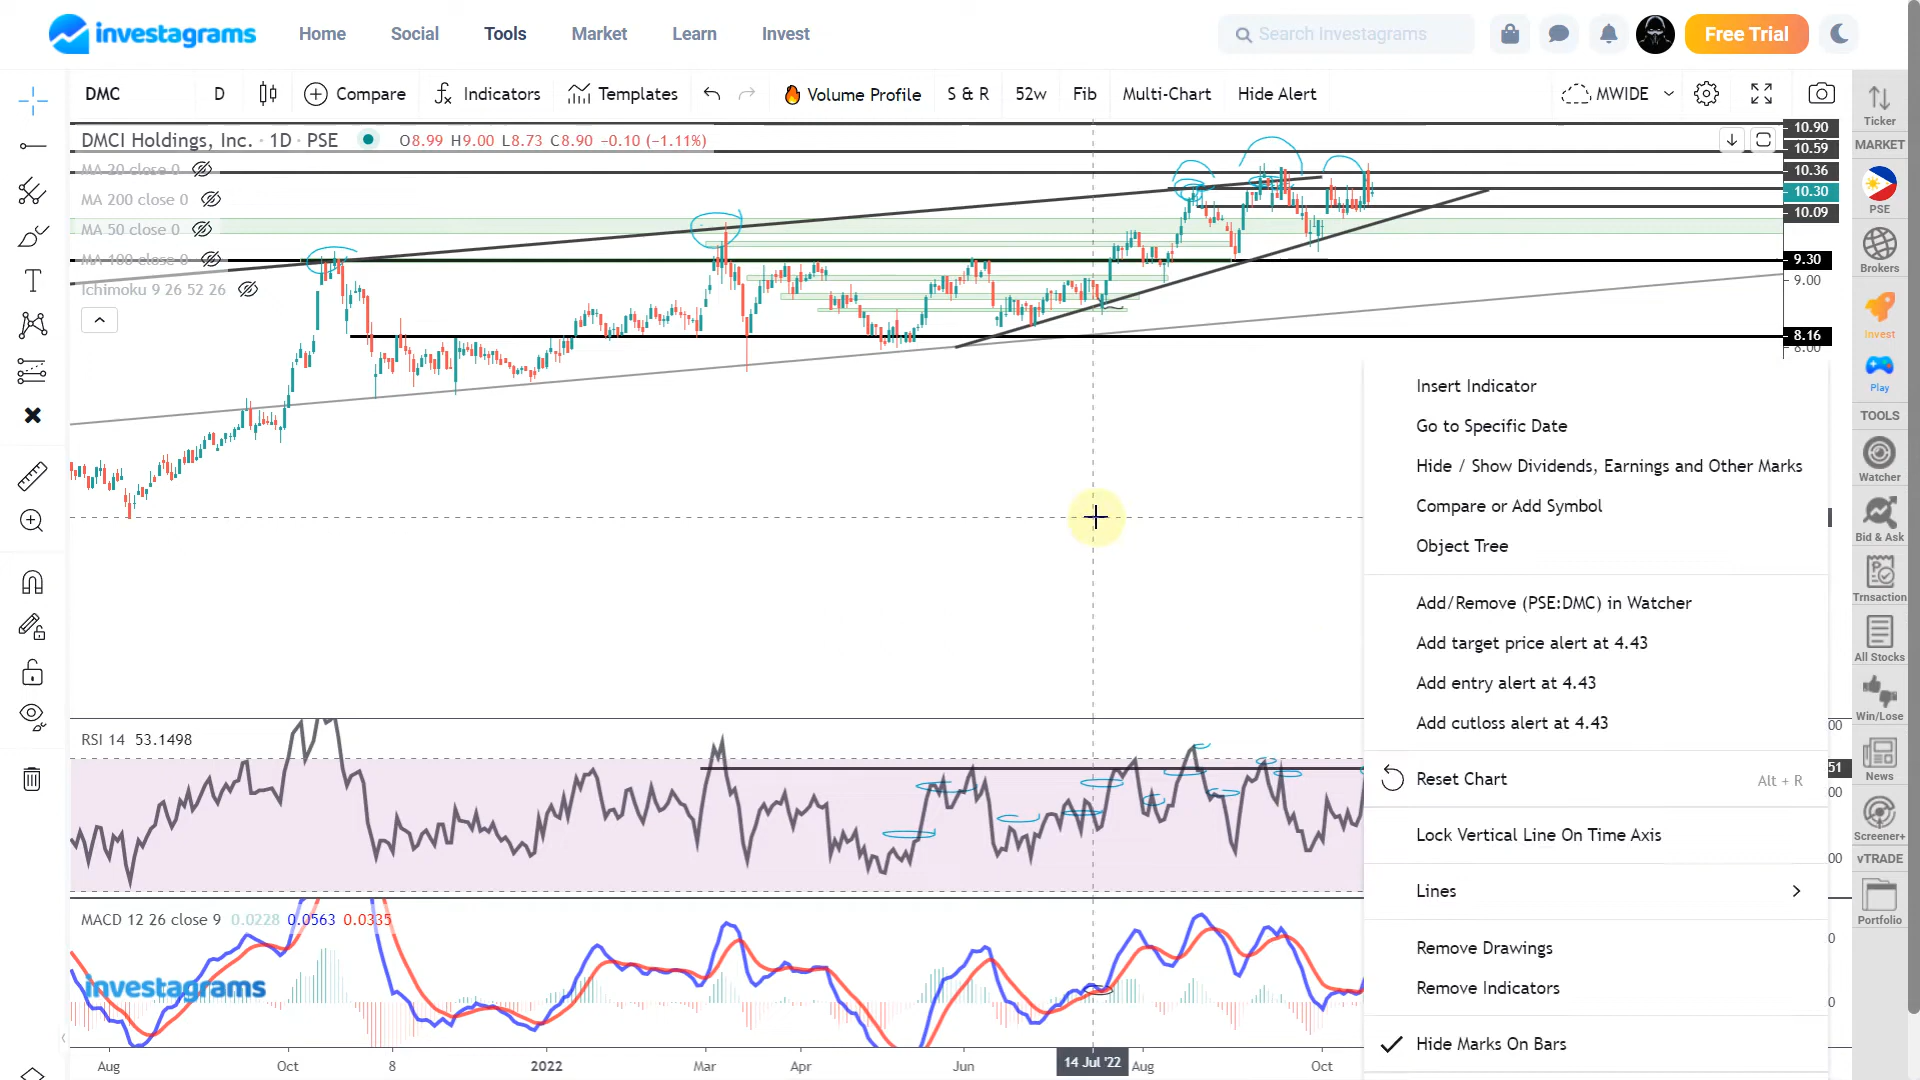 investagrams
Home
Social
Tools
Market
Learn
Invest
Search Investagrams
Free Trial
DMC
D
Compare
Indicators
Templates
Volume Profile
S & R
52w
Fib
Multi-Chart
Hide Alert
MWIDE
DMCI Holdings, Inc. · 1D · PSE
O8.99 H9.00 L8.73 C8.90 −0.10 (−1.11%)
MA 20 close 0
MA 200 close 0
MA 50 close 0
MA 100 close 0
Ichimoku 9 26 52 26
10.90
10.59
10.36
10.30
10.09
9.30
9.00
8.16
8.00
Insert Indicator
Go to Specific Date
Hide / Show Dividends, Earnings and Other Marks
Compare or Add Symbol
Object Tree
Add/Remove (PSE:DMC) in Watcher
Add target price alert at 4.43
Add entry alert at 4.43
Add cutloss alert at 4.43
Reset Chart
Alt + R
Lock Vertical Line On Time Axis
Lines
Remove Drawings
Remove Indicators
Hide Marks On Bars
RSI 14 53.1498
00
51
00
00
MACD 12 26 close 9 0.0228 0.0563 0.0335
0
0
investagrams
Aug
Oct
8
2022
Mar
Apr
Jun
14 Jul '22
Aug
Oct
Ticker
MARKET
PSE
Brokers
Invest
Play
TOOLS
Watcher
Bid & Ask
Trnsaction
All Stocks
Win/Lose
News
Screener+
vTRADE
Portfolio